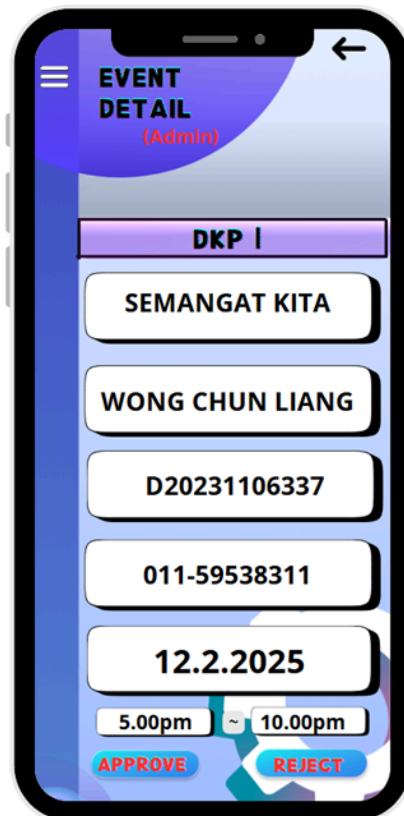 EVENT
DETAIL
(Admin)
DKP 1
SEMANGAT KITA
WONG CHUN LIANG
D20231106337
011-59538311
12.2.2025
5.00pm ~ 10.00pm
APPROVE REJECT